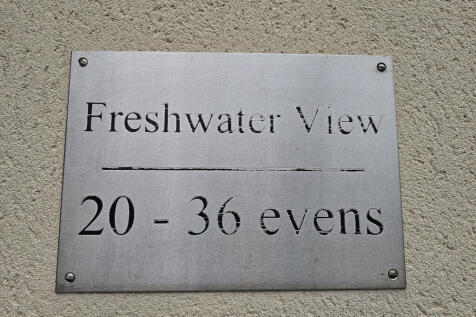 Freshwater View
20 - 36 evens